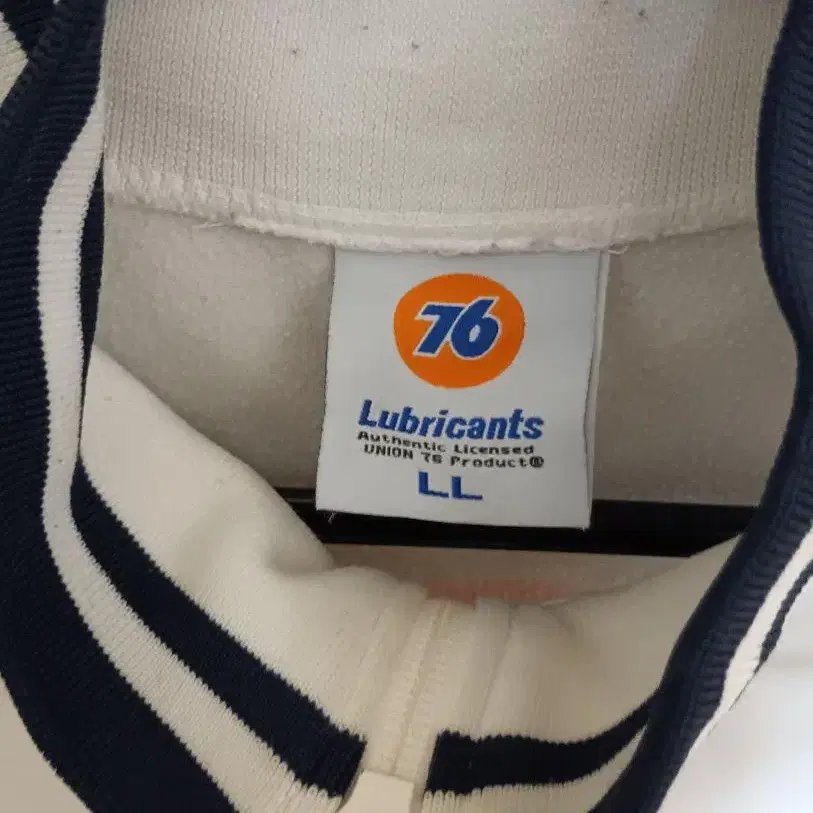 76
Lubricants
Authentic Licensed
UNION 76 Product®
LL